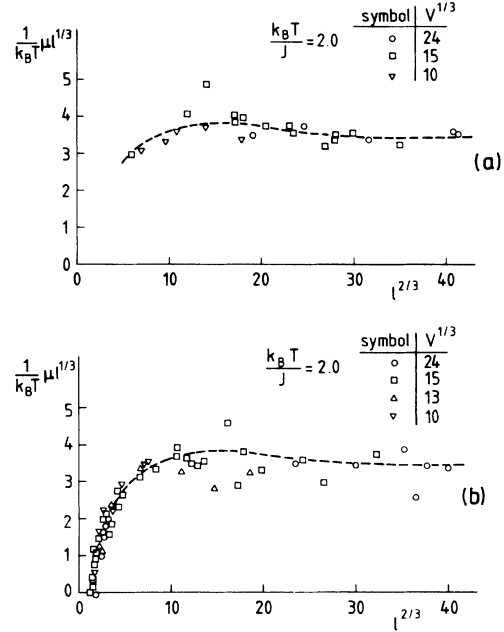 symbol V^1/3
○ 24
□ 15
▽ 10
1/k_BT μl^1/3
k_BT/J = 2.0
5
4
3
2
1
0
(a)
0 10 20 30 40
l^2/3
symbol V^1/3
○ 24
□ 15
△ 13
▽ 10
1/k_BT μl^1/3
k_BT/J = 2.0
5
4
3
2
1
0
(b)
0 10 20 30 40
l^2/3